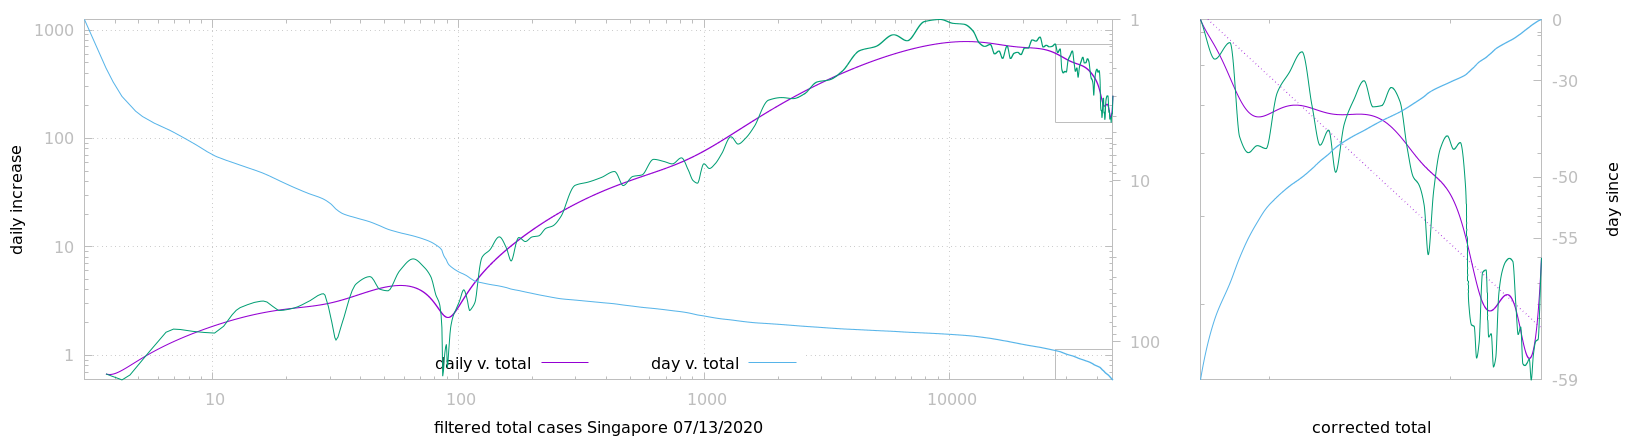 1000
100
10
1
daily increase
10
100
1000
10000
filtered total cases Singapore 07/13/2020
daily v. total
day v. total
1
10
100
0
-30
-50
-55
-59
day since
corrected total